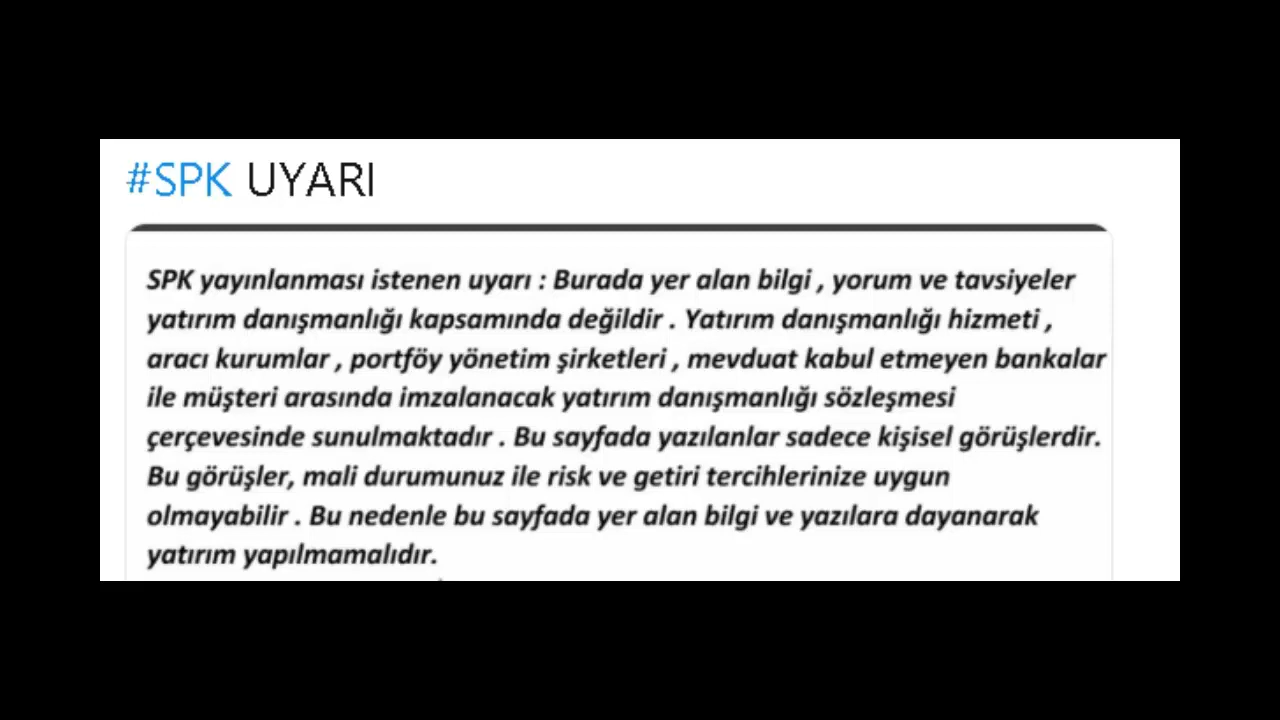 #SPK UYARI
SPK yayınlanması istenen uyarı : Burada yer alan bilgi , yorum ve tavsiyeler
yatırım danışmanlığı kapsamında değildir . Yatırım danışmanlığı hizmeti ,
aracı kurumlar , portföy yönetim şirketleri , mevduat kabul etmeyen bankalar
ile müşteri arasında imzalanacak yatırım danışmanlığı sözleşmesi
çerçevesinde sunulmaktadır . Bu sayfada yazılanlar sadece kişisel görüşlerdir.
Bu görüşler, mali durumunuz ile risk ve getiri tercihlerinize uygun
olmayabilir . Bu nedenle bu sayfada yer alan bilgi ve yazılara dayanarak
yatırım yapılmamalıdır.